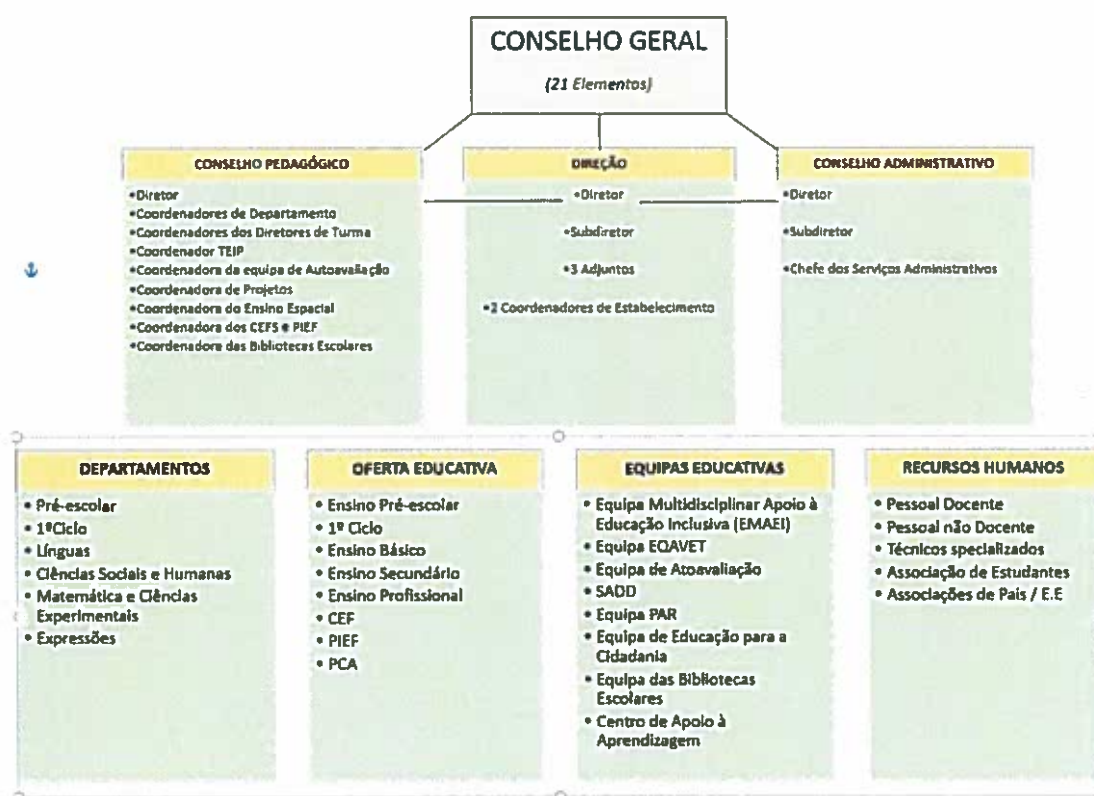 CONSELHO GERAL
(21 Elementos)
CONSELHO PEDAGÓGICO
•Diretor
•Coordenadores de Departamento
•Coordenadores dos Diretores de Turma
•Coordenador TEIP
•Coordenadora da equipa de Autoavaliação
•Coordenadora de Projetos
•Coordenadora do Ensino Espacial
•Coordenadora dos CEFS e PIEF
•Coordenadora das Bibliotecas Escolares
DIREÇÃO
•Diretor
•Subdiretor
•3 Adjuntos
•2 Coordenadores de Estabelecimento
CONSELHO ADMINISTRATIVO
•Diretor
•Subdiretor
•Chefe dos Serviços Administrativos
DEPARTAMENTOS
• Pré-escolar
• 1ºCiclo
• Línguas
• Ciências Sociais e Humanas
• Matemática e Ciências
Experimentais
• Expressões
OFERTA EDUCATIVA
• Ensino Pré-escolar
• 1º Ciclo
• Ensino Básico
• Ensino Secundário
• Ensino Profissional
• CEF
• PIEF
• PCA
EQUIPAS EDUCATIVAS
• Equipa Multidisciplinar Apoio à
Educação Inclusiva (EMAEI)
• Equipa EQAVET
• Equipa de Atoavaliação
• SADD
• Equipa PAR
• Equipa de Educação para a
Cidadania
• Equipa das Bibliotecas
Escolares
• Centro de Apoio à
Aprendizagem
RECURSOS HUMANOS
• Pessoal Docente
• Pessoal não Docente
• Técnicos specializados
• Associação de Estudantes
• Associações de Pais / E.E